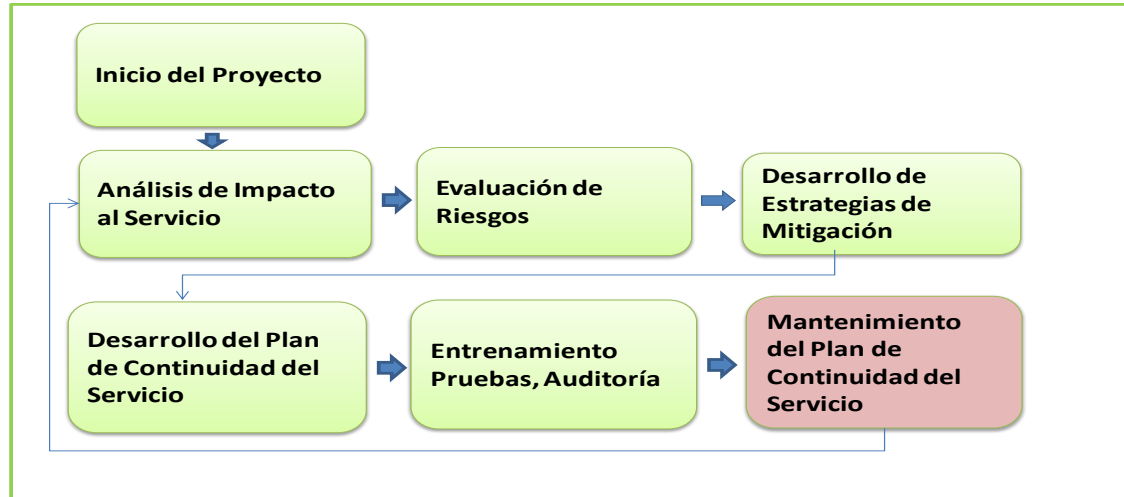 Inicio del Proyecto
Análisis de Impacto
al Servicio
Evaluación de
Riesgos
Desarrollo de
Estrategias de
Mitigación
Desarrollo del Plan
de Continuidad del
Servicio
Entrenamiento
Pruebas, Auditoría
Mantenimiento
del Plan de
Continuidad del
Servicio